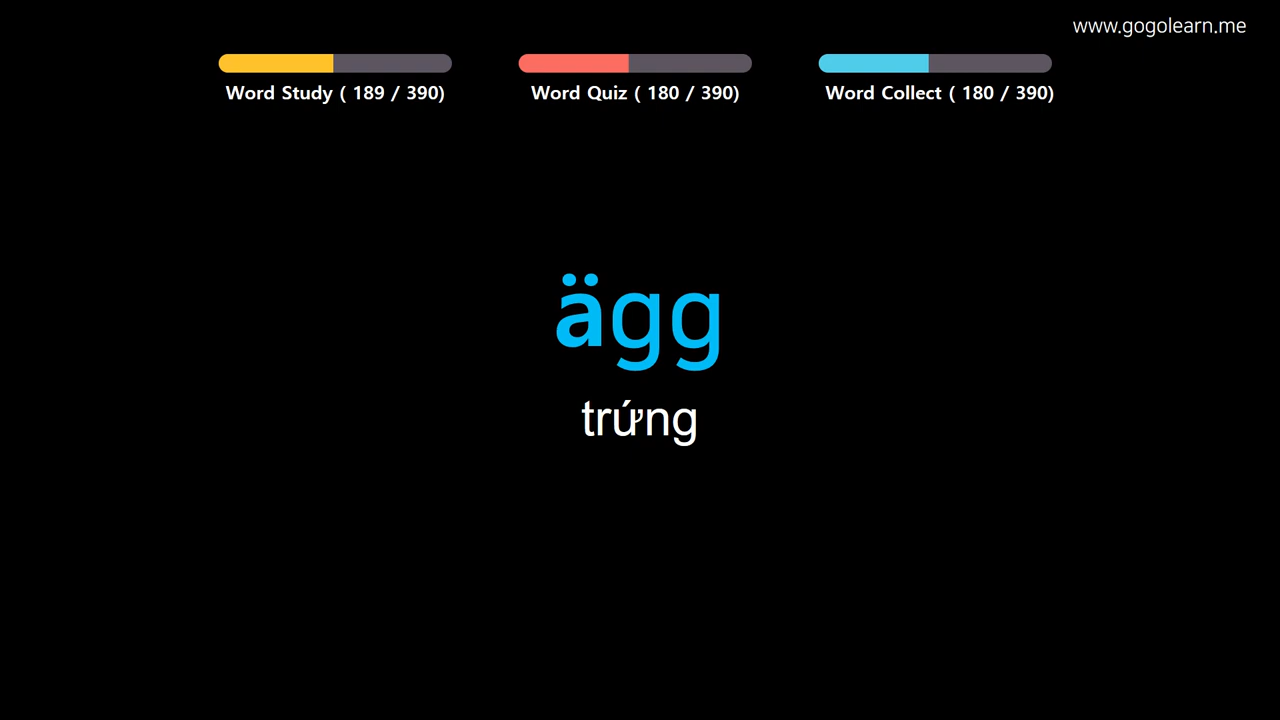 www.gogolearn.me
Word Study ( 189 / 390)
Word Quiz ( 180 / 390)
Word Collect ( 180 / 390)
ägg
trứng